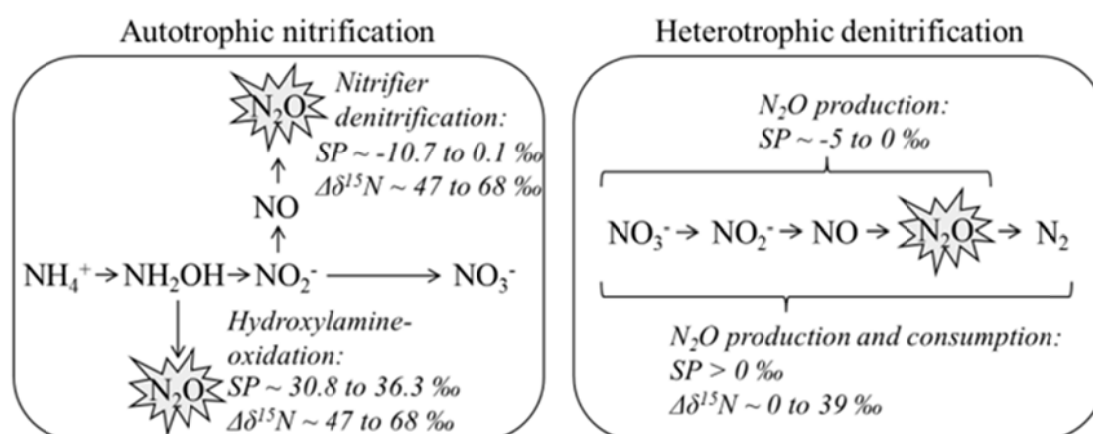 Autotrophic nitrification
N₂O
Nitrifier
denitrification:
SP ~ -10.7 to 0.1 ‰
Δδ¹⁵N ~ 47 to 68 ‰
↑
NO
↑
NH₄⁺→NH₂OH→NO₂⁻→NO₃⁻
↓
Hydroxylamine-
oxidation:
N₂O
SP ~ 30.8 to 36.3 ‰
Δδ¹⁵N ~ 47 to 68 ‰
Heterotrophic denitrification
N₂O production:
SP ~ -5 to 0 ‰
NO₃⁻→NO₂⁻→NO→N₂O→N₂
N₂O production and consumption:
SP > 0 ‰
Δδ¹⁵N ~ 0 to 39 ‰